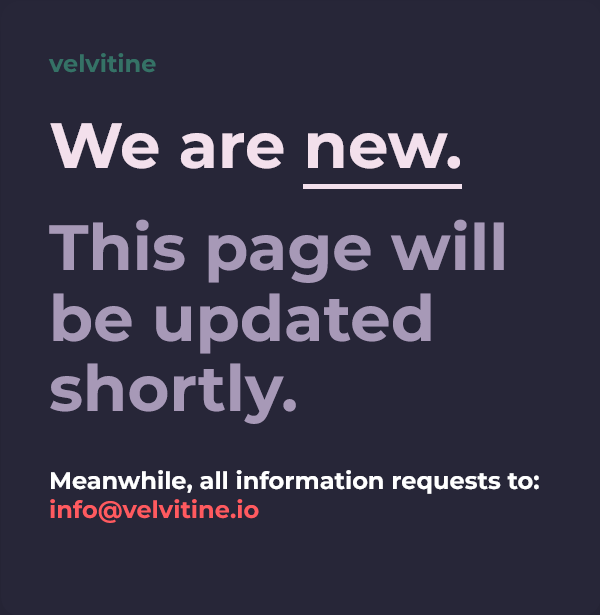 velvitine
We are new.
This page will
be updated
shortly.
Meanwhile, all information requests to:
info@velvitine.io